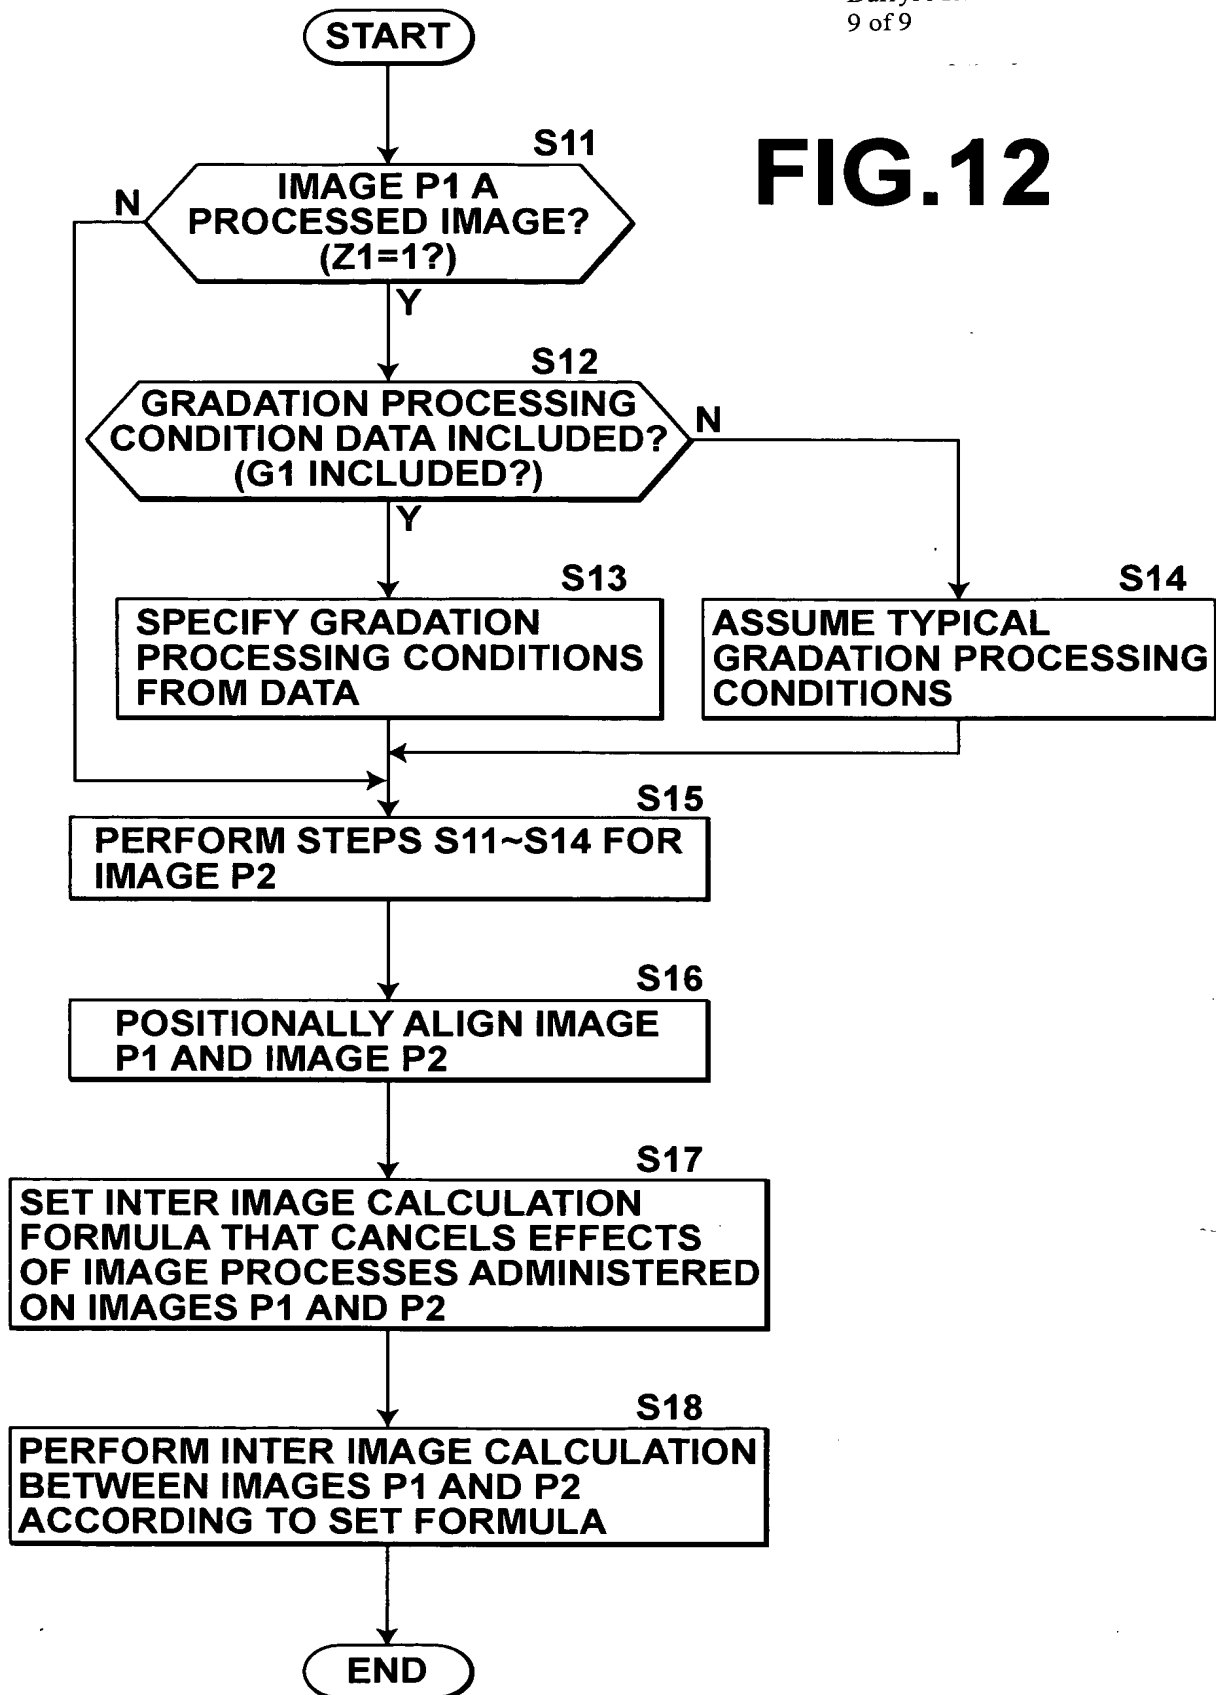 9 of 9
START
FIG.12
S11
IMAGE P1 A
PROCESSED IMAGE?
(Z1=1?)
N
Y
S12
GRADATION PROCESSING
CONDITION DATA INCLUDED?
(G1 INCLUDED?)
N
Y
S13
SPECIFY GRADATION
PROCESSING CONDITIONS
FROM DATA
S14
ASSUME TYPICAL
GRADATION PROCESSING
CONDITIONS
S15
PERFORM STEPS S11~S14 FOR
IMAGE P2
S16
POSITIONALLY ALIGN IMAGE
P1 AND IMAGE P2
S17
SET INTER IMAGE CALCULATION
FORMULA THAT CANCELS EFFECTS
OF IMAGE PROCESSES ADMINISTERED
ON IMAGES P1 AND P2
S18
PERFORM INTER IMAGE CALCULATION
BETWEEN IMAGES P1 AND P2
ACCORDING TO SET FORMULA
END